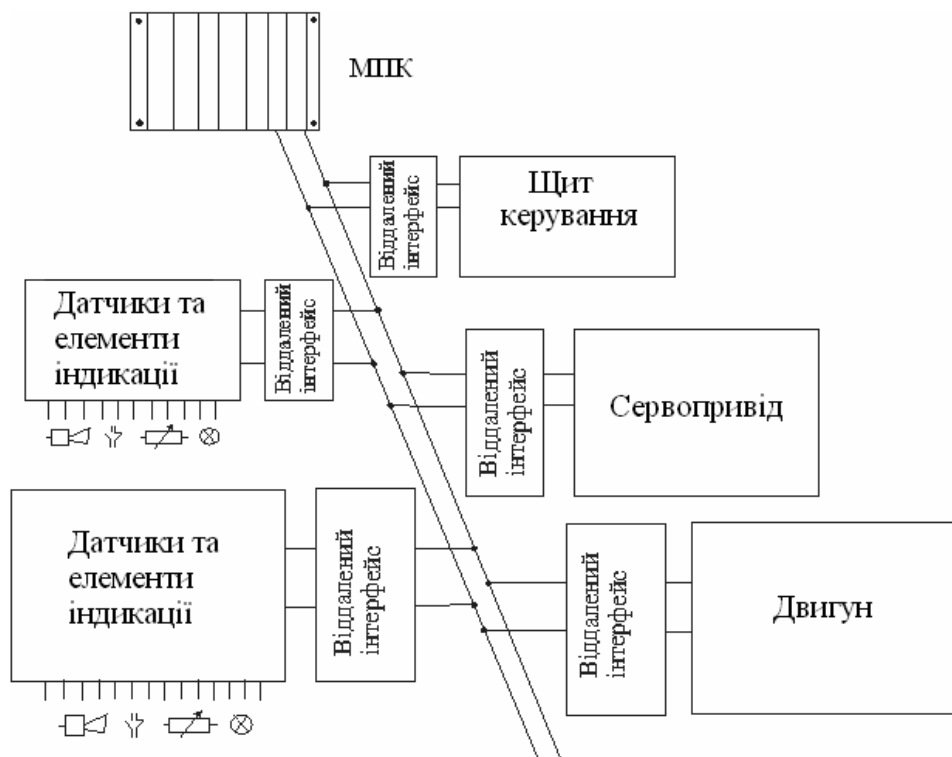 МПК
Віддалений
інтерфейс
Щит
керування
Датчики та
елементи
індикації
Віддалений
інтерфейс
Віддалений
інтерфейс
Сервопривід
Датчики та
елементи
індикації
Віддалений
інтерфейс
Віддалений
інтерфейс
Двигун